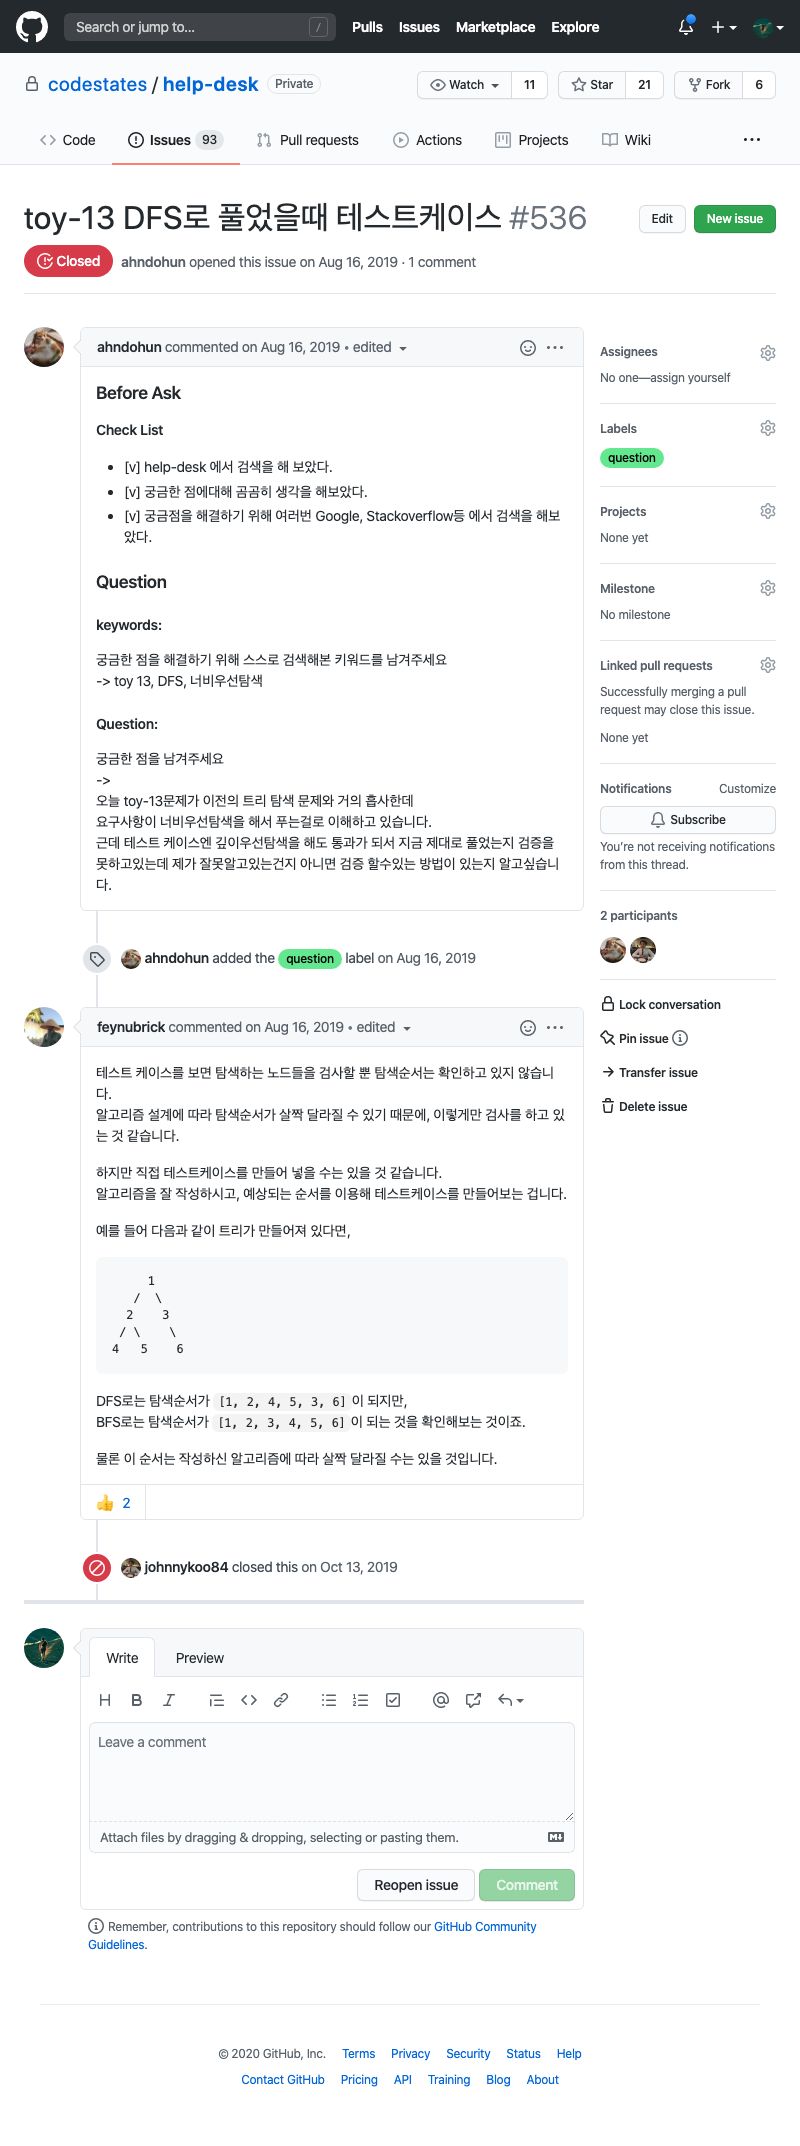 Search or jump to... /
Pulls Issues Marketplace Explore
codestates / help-desk Private
Watch 11 Star 21 Fork 6
Code Issues 93 Pull requests Actions Projects Wiki ...
toy-13 DFS로 풀었을때 테스트케이스 #536
Edit New issue
Closed ahndohun opened this issue on Aug 16, 2019 · 1 comment
ahndohun commented on Aug 16, 2019 • edited
Before Ask
Check List
• [v] help-desk 에서 검색을 해 보았다.
• [v] 궁금한 점에대해 곰곰히 생각을 해보았다.
• [v] 궁금점을 해결하기 위해 여러번 Google, Stackoverflow등 에서 검색을 해보
았다.
Question
keywords:
궁금한 점을 해결하기 위해 스스로 검색해본 키워드를 남겨주세요
-> toy 13, DFS, 너비우선탐색
Question:
궁금한 점을 남겨주세요
->
오늘 toy-13문제가 이전의 트리 탐색 문제와 거의 흡사한데
요구사항이 너비우선탐색을 해서 푸는걸로 이해하고 있습니다.
근데 테스트 케이스엔 깊이우선탐색을 해도 통과가 되서 지금 제대로 풀었는지 검증을
못하고있는데 제가 잘못알고있는건지 아니면 검증 할수있는 방법이 있는지 알고싶습니
다.
ahndohun added the question label on Aug 16, 2019
feynubrick commented on Aug 16, 2019 • edited
테스트 케이스를 보면 탐색하는 노드들을 검사할 뿐 탐색순서는 확인하고 있지 않습니
다.
알고리즘 설계에 따라 탐색순서가 살짝 달라질 수 있기 때문에, 이렇게만 검사를 하고 있
는 것 같습니다.
하지만 직접 테스트케이스를 만들어 넣을 수는 있을 것 같습니다.
알고리즘을 잘 작성하시고, 예상되는 순서를 이용해 테스트케이스를 만들어보는 겁니다.
예를 들어 다음과 같이 트리가 만들어져 있다면,
1
/ \
2 3
/ \ \
4 5 6
DFS로는 탐색순서가 [1, 2, 4, 5, 3, 6] 이 되지만,
BFS로는 탐색순서가 [1, 2, 3, 4, 5, 6] 이 되는 것을 확인해보는 것이죠.
물론 이 순서는 작성하신 알고리즘에 따라 살짝 달라질 수는 있을 것입니다.
👍 2
johnnykoo84 closed this on Oct 13, 2019
Write Preview
H B I @
Leave a comment
Attach files by dragging & dropping, selecting or pasting them.
Reopen issue Comment
Remember, contributions to this repository should follow our GitHub Community
Guidelines.
Assignees
No one—assign yourself
Labels
question
Projects
None yet
Milestone
No milestone
Linked pull requests
Successfully merging a pull
request may close this issue.
None yet
Notifications Customize
Subscribe
You're not receiving notifications
from this thread.
2 participants
Lock conversation
Pin issue
Transfer issue
Delete issue
© 2020 GitHub, Inc. Terms Privacy Security Status Help
Contact GitHub Pricing API Training Blog About